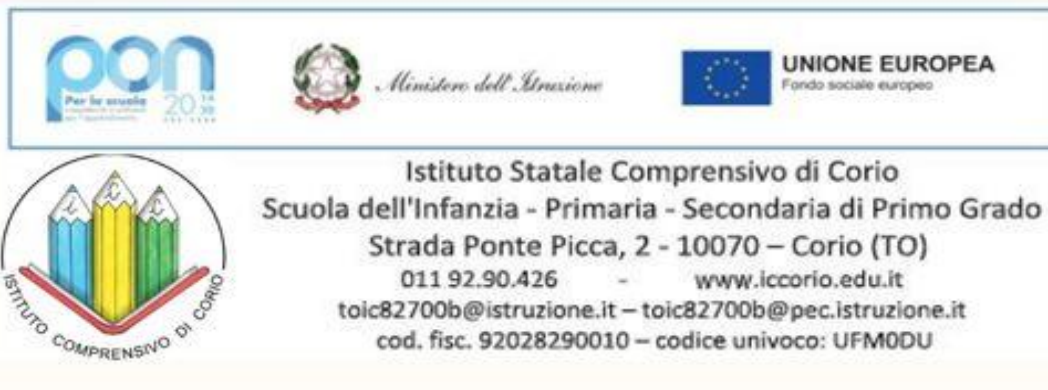 pon
Per la scuola
20 14
20
Ministero dell'Istruzione
UNIONE EUROPEA
Fondo sociale europeo
Istituto Statale Comprensivo di Corio
Scuola dell'Infanzia - Primaria - Secondaria di Primo Grado
Strada Ponte Picca, 2 - 10070 – Corio (TO)
011 92.90.426 - www.iccorio.edu.it
toic82700b@istruzione.it – toic82700b@pec.istruzione.it
cod. fisc. 92028290010 – codice univoco: UFM0DU
I C C
ISTITUTO COMPRENSIVO DI CORIO